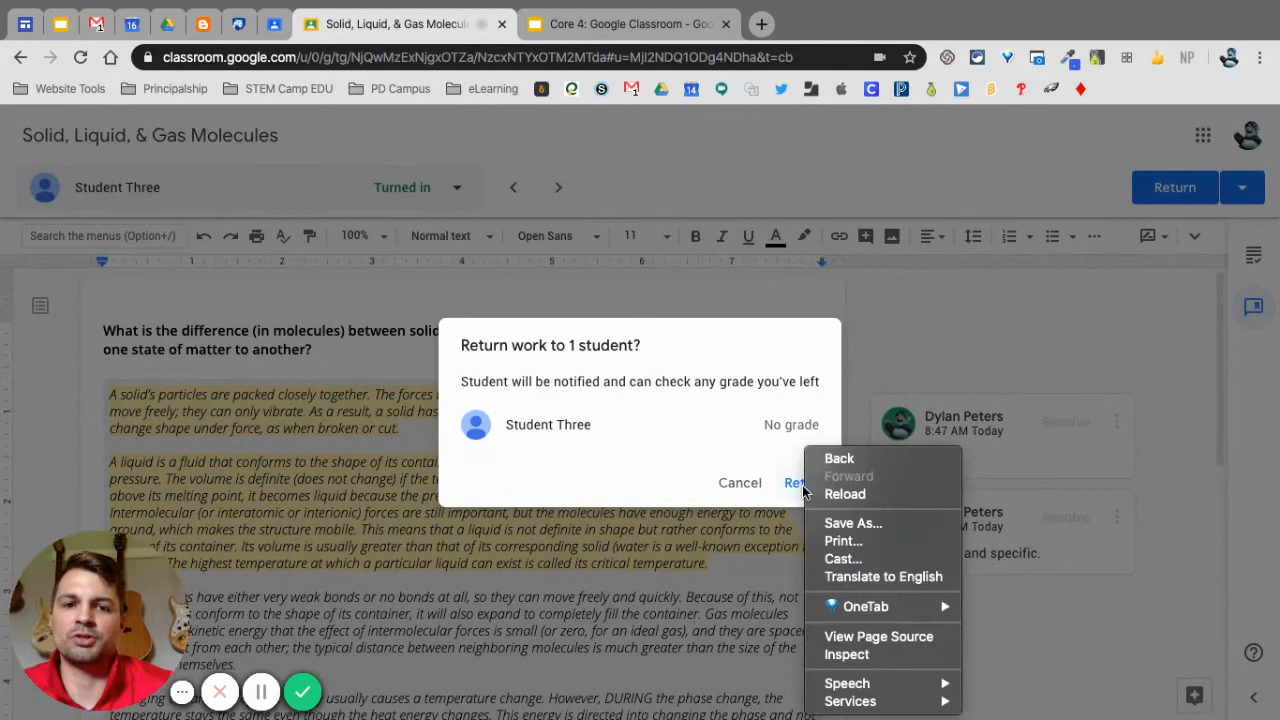 Solid, Liquid, & Gas Molecul
Core 4: Google Classroom - Goo
classroom.google.com/u/0/g/tg/NjQwMzExNjgxOTZa/NzcxNTYxOTM2MTda#u=MjI2NDQ1ODg4NDha&t=cb
NP
Website Tools
Principalship
STEM Camp EDU
PD Campus
eLearning
Solid, Liquid, & Gas Molecules
Student Three
Turned in
Return
Search the menus (Option+/)
100%
Normal text
Open Sans
11
B I U A
1 2 3 4 5 6 7
What is the difference (in molecules) between soli
one state of matter to another?
A solid's particles are packed closely together. The forces
move freely; they can only vibrate. As a result, a solid has
change shape under force, as when broken or cut.
A liquid is a fluid that conforms to the shape of its contai
pressure. The volume is definite (does not change) if the
above its melting point, it becomes liquid because the pre
Intermolecular (or interatomic or interionic) forces are still important, but the molecules have enough energy to move
around, which makes the structure mobile. This means that a liquid is not definite in shape but rather conforms to the
of its container. Its volume is usually greater than that of its corresponding solid (water is a well-known exception
The highest temperature at which a particular liquid can exist is called its critical temperature.
s have either very weak bonds or no bonds at all, so they can move freely and quickly. Because of this, not
conform to the shape of its container, it will also expand to completely fill the container. Gas molecules
kinetic energy that the effect of intermolecular forces is small (or zero, for an ideal gas), and they are space
from each other; the typical distance between neighboring molecules is much greater than the size of the
hemselves.
usually causes a temperature change. However, DURING the phase change, the
temperature stays the same even though the heat energy changes. This energy is directed into changing the phase and not
Return work to 1 student?
Student will be notified and can check any grade you've left
Student Three
No grade
Cancel
Ret
Back
Forward
Reload
Save As...
Print...
Cast...
Translate to English
OneTab
View Page Source
Inspect
Speech
Services
Dylan Peters
8:47 AM Today
Resolve
Peters
M Today
Resolve
and specific.